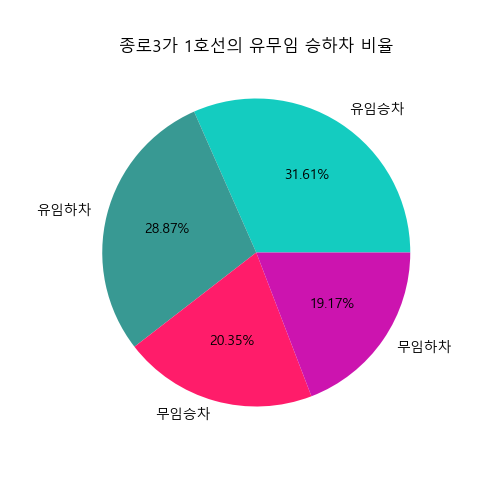 종로3가 1호선의 유무임 승하차 비율
유임승차
31.61%
유임하차
28.87%
무임승차
20.35%
무임하차
19.17%